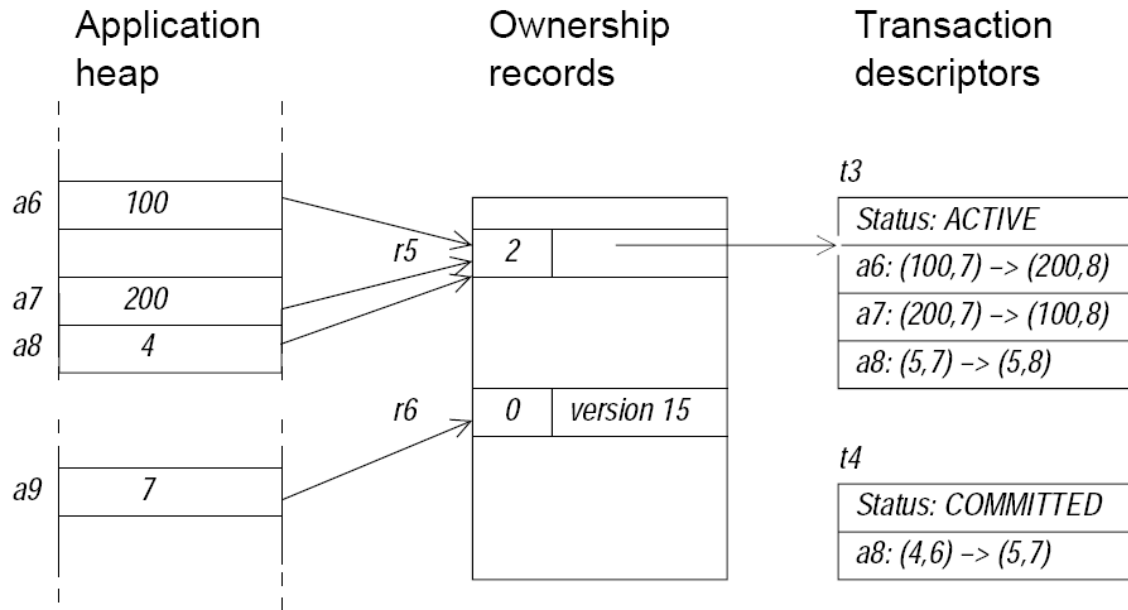 Application
heap
Ownership
records
Transaction
descriptors
a6
100
a7
200
a8
4
a9
7
r5
2
r6
0
version 15
t3
Status: ACTIVE
a6: (100,7) –> (200,8)
a7: (200,7) –> (100,8)
a8: (5,7) –> (5,8)
t4
Status: COMMITTED
a8: (4,6) –> (5,7)